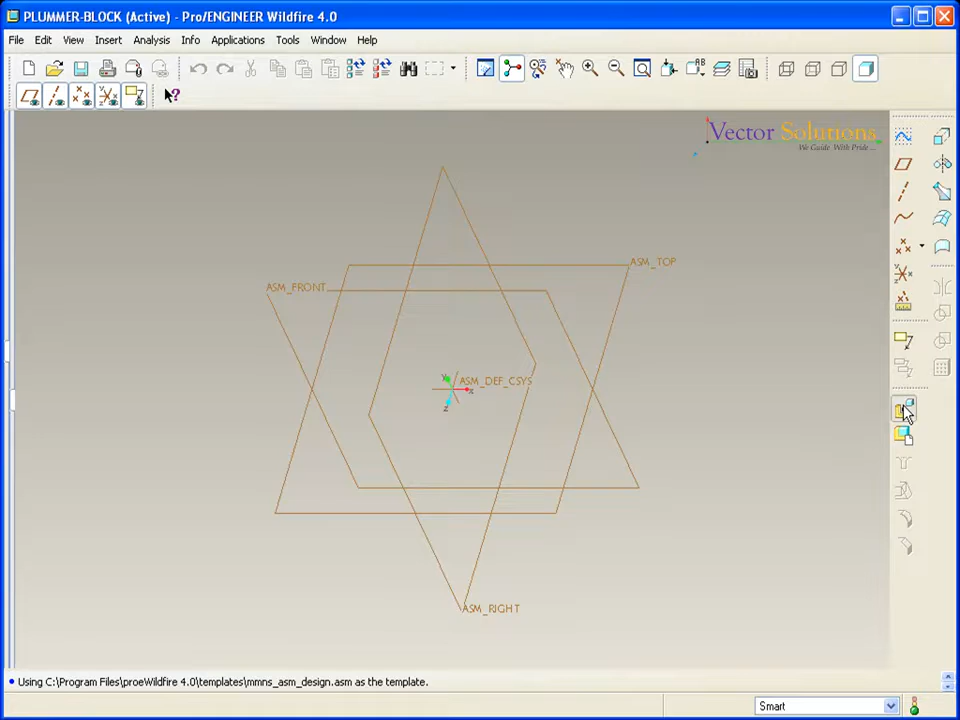 PLUMMER-BLOCK (Active) - Pro/ENGINEER Wildfire 4.0
File Edit View Insert Analysis Info Applications Tools Window Help
Vector Solutions
We Guide With Pride ...
ASM_TOP
ASM_FRONT
Y ASM_DEF_CSYS
X
Z
ASM_RIGHT
Using C:\Program Files\proeWildfire 4.0\templates\mmns_asm_design.asm as the template.
Smart